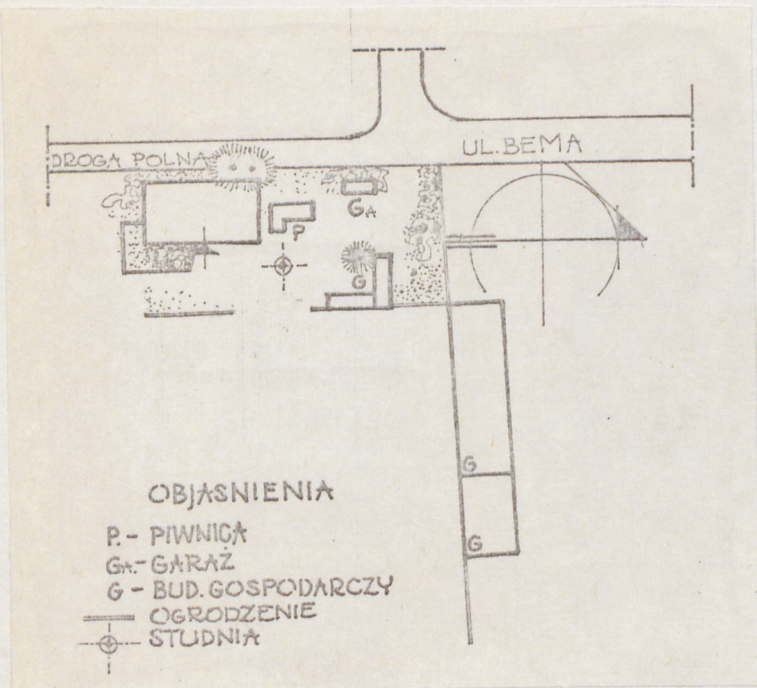 DROGA POLNA
UL. BEMA
GA
P
G
G
G
OBJASNIENIA
P. - PIWNICA
GA.- GARAŻ
G - BUD. GOSPODARCZY
OGRODZENIE
STUDNIA